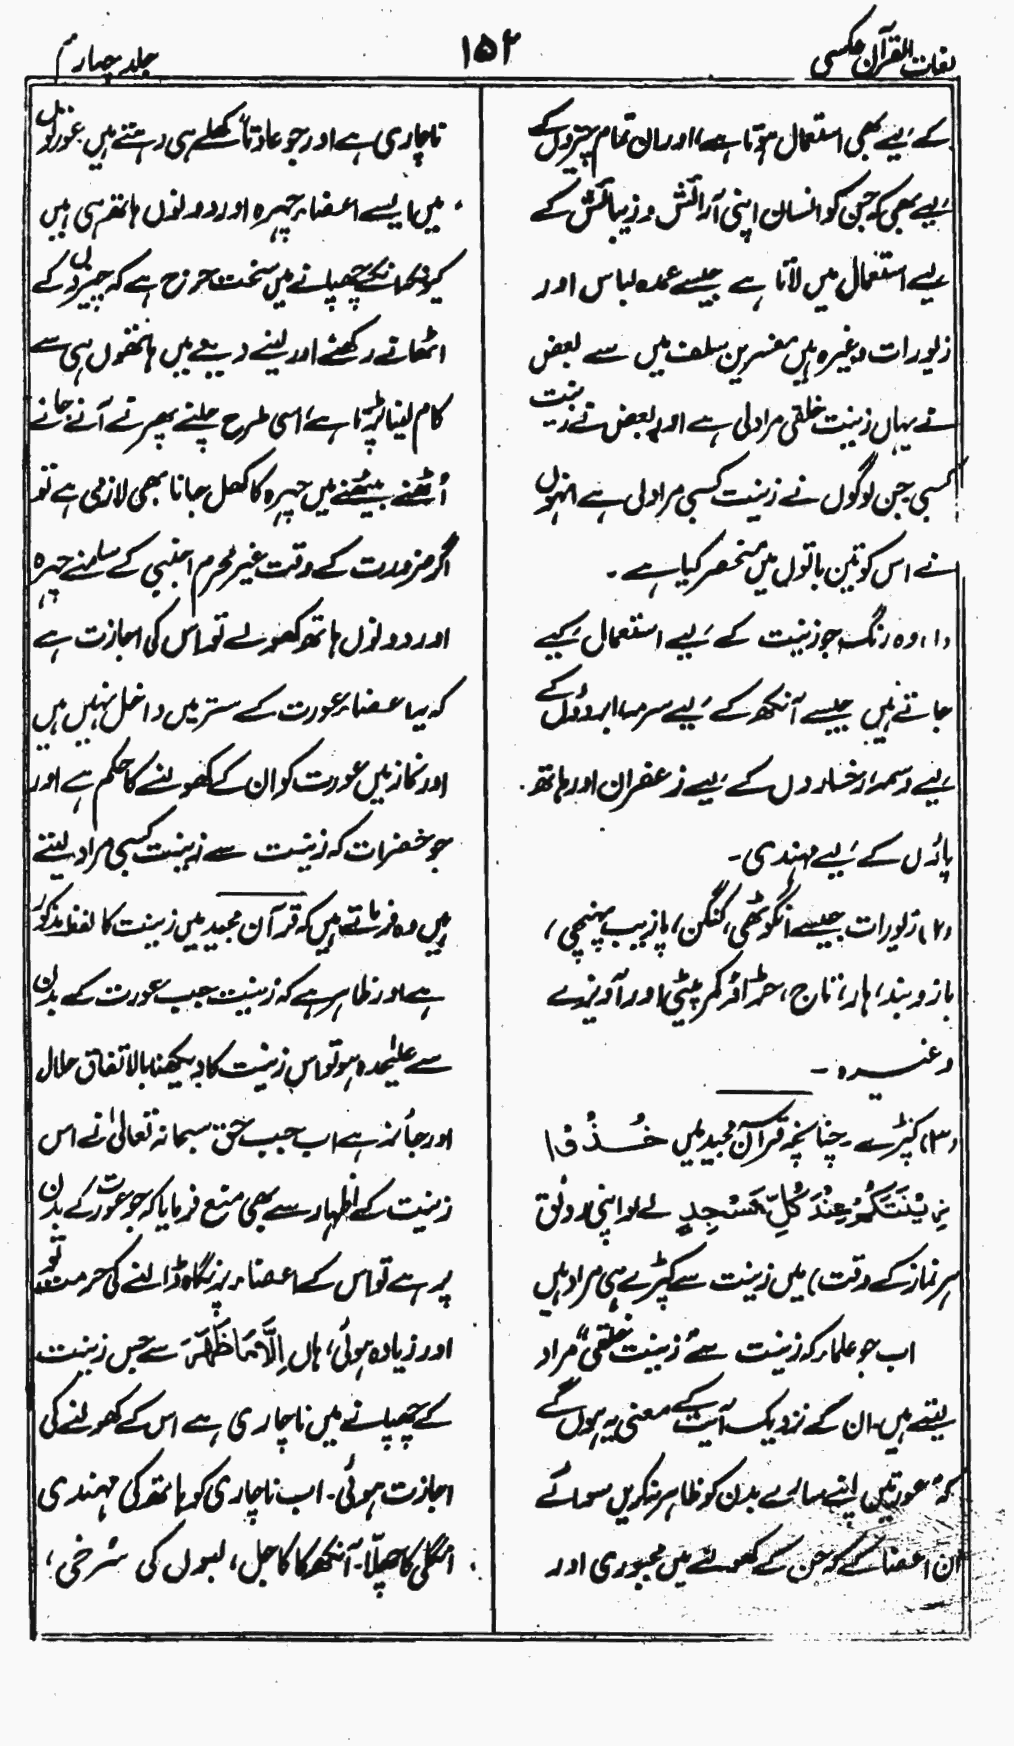 لغات القرآن عکسی
۱۵۲
جلد چہارم
کے لیے بھی استعمال ہوتا ہے، اور ان تمام چیزوں کے
لیے بھی کہ جن کو انسان اپنی آرائش و زیبائش کے
لیے استعمال میں لاتا ہے جیسے عمدہ لباس اور
زیورات وغیرہ ہیں مفسرین سلف میں سے بعض
نے یہاں زینت خلقی مراد لی ہے اور بعض نے زینت
کسبی جن لوگوں نے زینت کسبی مراد لی ہے انہوں
نے اس کو تین باتوں میں منحصر کیا ہے۔
(۱) وہ رنگ جو زینت کے لیے استعمال کیے
جاتے ہیں جیسے آنکھ کے لیے سرمہ، ابروؤں کے
لیے وسمہ، رخساروں کے لیے زعفران اور ہاتھ
پاؤں کے لیے مہندی۔
(۲) زیورات جیسے انگوٹھی، کنگن، پازیب، پہنچی،
بازو بند، ہار، تاج، جڑاؤ کمر پٹی اور آویزے
وغیرہ۔
(۳) کپڑے۔ چنانچہ قرآن مجید میں خُذُوْا
زِیْنَتَکُمْ عِنْدَ کُلِّ مَسْجِدٍ لے لو اپنی رونق
ہر نماز کے وقت) میں زینت سے کپڑے ہی مراد ہیں
اب جو علماء کہ زینت سے زینت خلقی مراد
لیتے ہیں۔ ان کے نزدیک آیت کے معنی یہ ہوں گے
کہ عورتیں اپنے سارے بدن کو ظاہر نہ کریں سوائے
ان اعضا کے کہ جن کے کھولنے میں مجبوری اور
ناچاری ہے اور جو عادتاً کھلے ہی رہتے ہیں عورتوں
میں ایسے اعضاء چہرہ اور دونوں ہاتھ ہی ہیں
کیونکہ انکے چھپانے میں سخت حرج ہے کہ چیزوں کے
اٹھانے رکھنے اور لینے دینے میں ہاتھوں ہی سے
کام لینا پڑتا ہے، اسی طرح چلنے پھرنے آنے جانے
اُٹھنے بیٹھنے میں چہرہ کا کھل جانا بھی لازمی ہے تو
اگر ضرورت کے وقت غیر محرم اجنبی کے سامنے چہرہ
اور دونوں ہاتھ کھولے تو اس کی اجازت ہے
کہ یہ اعضاء عورت کے ستر میں داخل نہیں ہیں
اور نماز میں عورت کو ان کے کھولنے کا حکم ہے اور
جو حضرات کہ زینت سے زینت کسبی مراد لیتے
ہیں وہ فرماتے ہیں کہ قرآن مجید میں زینت کا لفظ مذکور
ہے اور ظاہر ہے کہ زینت جب عورت کے بدن
سے علیٰحدہ ہو تو اس زینت کا دیکھنا بالاتفاق حلال
اور جائز ہے اب جب حق سبحانہ تعالیٰ نے اس
زینت کے اظہار سے بھی منع فرمایا کہ جو عورت کے بدن
پر ہے تو اس کے اعضاء پر نگاہ ڈالنے کی حرمت تو
اور زیادہ ہوئی، ہاں اِلَّا مَا ظَهَرَ سے جس زینت
کے چھپانے میں ناچاری ہے اس کے کھولنے کی
اجازت ہوئی۔ اب ناچاری کو ہاتھ کی مہندی
انگلی کا چھلّا۔ آنکھ کا کاجل، لبوں کی سُرخی،